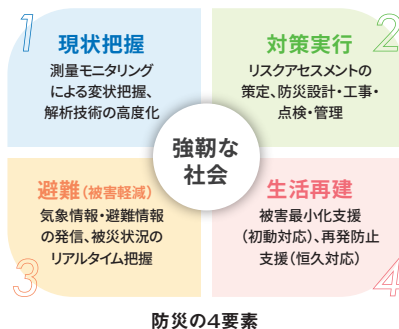 1
現状把握
測量モニタリング
による変状把握、
解析技術の高度化
2
対策実行
リスクアセスメントの
策定、防災設計・工事・
点検・管理
強靭な
社会
3
避難（被害軽減）
気象情報・避難情報
の発信、被災状況の
リアルタイム把握
4
生活再建
被害最小化支援
（初動対応）、再発防止
支援（恒久対応）
防災の4要素